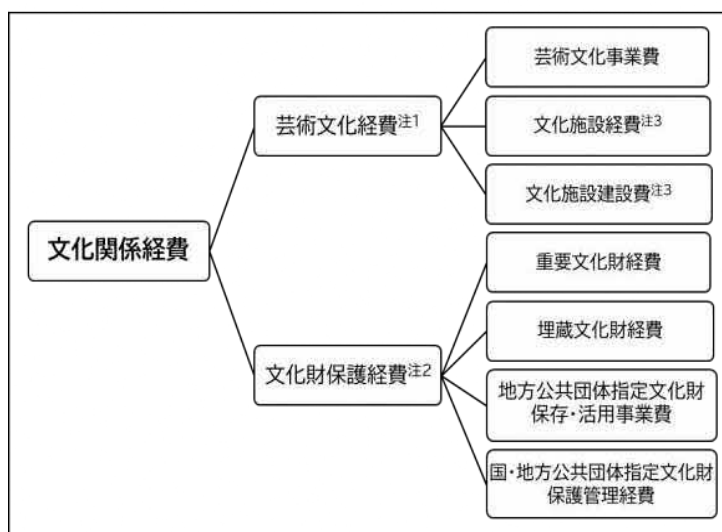 文化関係経費
芸術文化経費注1
芸術文化事業費
文化施設経費注3
文化施設建設費注3
文化財保護経費注2
重要文化財経費
埋蔵文化財経費
地方公共団体指定文化財
保存・活用事業費
国・地方公共団体指定文化財
保護管理経費